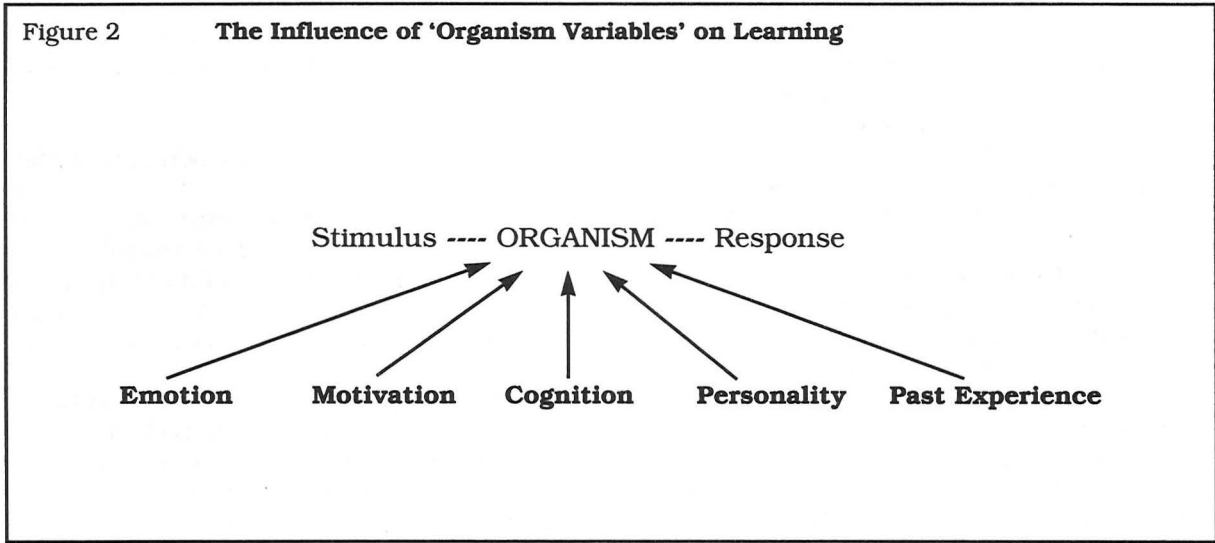 Figure 2 The Influence of ‘Organism Variables’ on Learning
Stimulus ---- ORGANISM ---- Response
Emotion Motivation Cognition Personality Past Experience